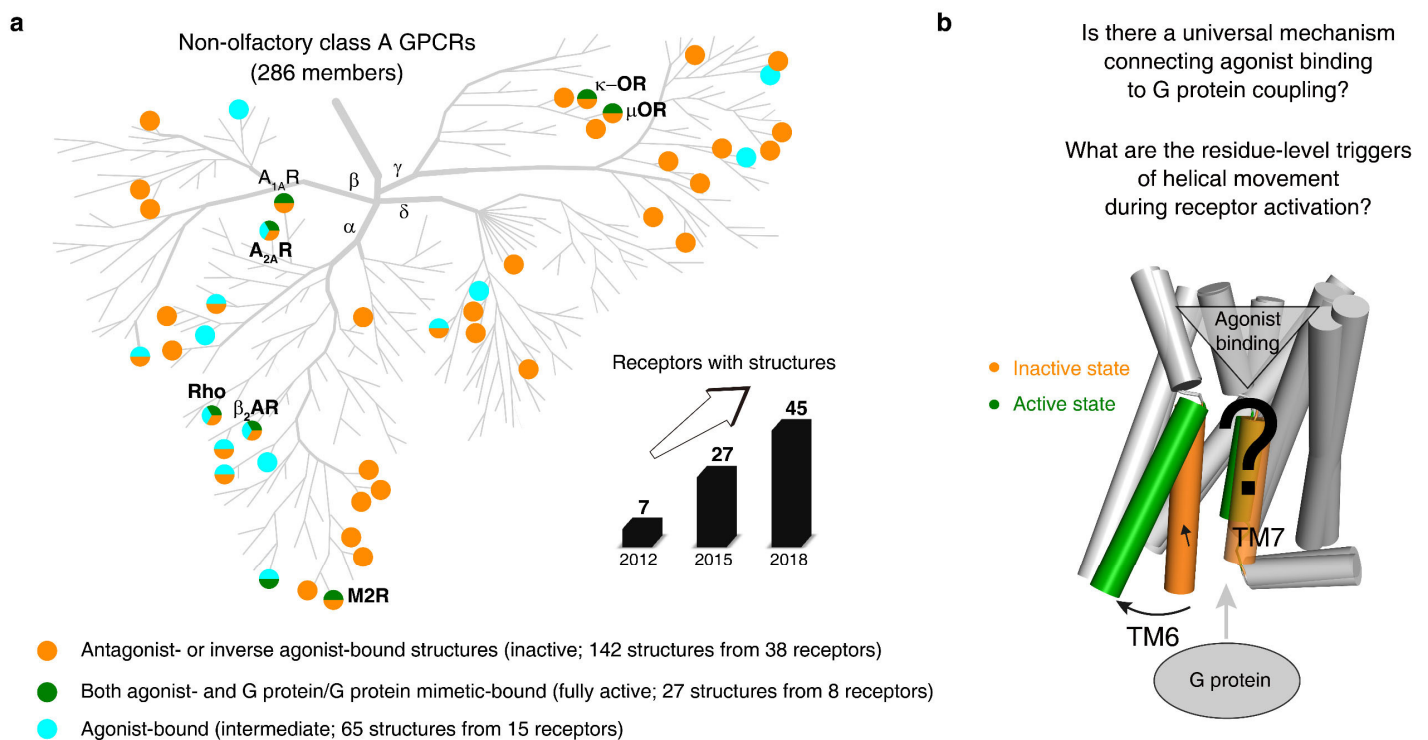 a
Non-olfactory class A GPCRs
(286 members)
κ–OR
μOR
A1AR
A2AR
β
γ
α
δ
Rho
β2AR
M2R
Receptors with structures
7
27
45
2012
2015
2018
Antagonist- or inverse agonist-bound structures (inactive; 142 structures from 38 receptors)
Both agonist- and G protein/G protein mimetic-bound (fully active; 27 structures from 8 receptors)
Agonist-bound (intermediate; 65 structures from 15 receptors)
b
Is there a universal mechanism
connecting agonist binding
to G protein coupling?
What are the residue-level triggers
of helical movement
during receptor activation?
Agonist
binding
Inactive state
Active state
?
TM7
TM6
G protein